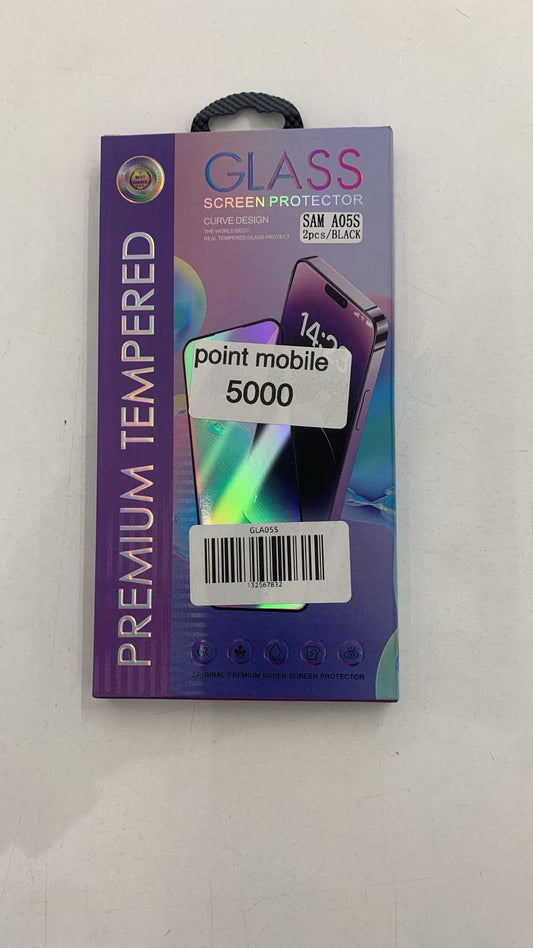 BEST
GLASS
SCREEN PROTECTOR
CURVE DESIGN
THE WORLD BEST!
REAL TEMPERED GLASS PROTECT
SAM A05S
2pcs/BLACK
PREMIUM TEMPERED
point mobile
5000
GLA05S
132567832
ORIGINAL PREMIUM SUPER SCREEN PROTECTOR